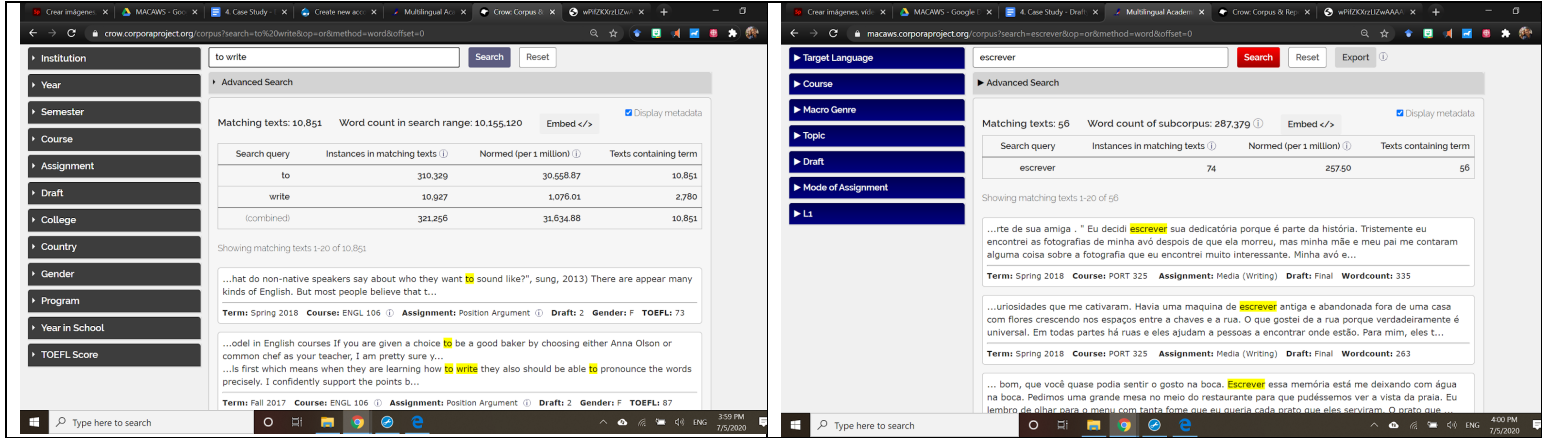 Crear imágenes
MACAWS - Goo
4. Case Study -
Create new acc
Multilingual Aca
Crow: Corpus &
wPifZKXrzLlZwA
crow.corporaproject.org/corpus?search=to%20write&op=or&method=word&offset=0
Institution
Year
Semester
Course
Assignment
Draft
College
Country
Gender
Program
Year in School
TOEFL Score
to write
Search
Reset
Advanced Search
Display metadata
Matching texts: 10,851 Word count in search range: 10,155,120 Embed </>
Search query Instances in matching texts Normed (per 1 million) Texts containing term
to 310,329 30,558.87 10,851
write 10,927 1,076.01 2,780
(combined) 321,256 31,634.88 10,851
Showing matching texts 1-20 of 10,851
...hat do non-native speakers say about who they want to sound like?", sung, 2013) There are appear many
kinds of English. But most people believe that t...
Term: Spring 2018 Course: ENGL 106 Assignment: Position Argument Draft: 2 Gender: F TOEFL: 73
...odel in English courses If you are given a choice to be a good baker by choosing either Anna Olson or
common chef as your teacher, I am pretty sure y...
...ls first which means when they are learning how to write they also should be able to pronounce the words
precisely. I confidently support the points b...
Term: Fall 2017 Course: ENGL 106 Assignment: Position Argument Draft: 2 Gender: F TOEFL: 87
Type here to search
ENG
3:59 PM
7/5/2020
Crear imágenes, víde
MACAWS - Google D
4. Case Study - Draft
Multilingual Academ
Crow: Corpus & Rep
wPifZKXrzLlZwAAAA
macaws.corporaproject.org/corpus?search=escrever&op=or&method=word&offset=0
Target Language
Course
Macro Genre
Topic
Draft
Mode of Assignment
L1
escrever
Search
Reset
Export
Advanced Search
Display metadata
Matching texts: 56 Word count of subcorpus: 287,379 Embed </>
Search query Instances in matching texts Normed (per 1 million) Texts containing term
escrever 74 257.50 56
Showing matching texts 1-20 of 56
...rte de sua amiga . " Eu decidi escrever sua dedicatória porque é parte da história. Tristemente eu
encontrei as fotografias de minha avó despois de que ela morreu, mas minha mãe e meu pai me contaram
alguma coisa sobre a fotografia que eu encontrei muito interessante. Minha avó e...
Term: Spring 2018 Course: PORT 325 Assignment: Media (Writing) Draft: Final Wordcount: 335
...uriosidades que me cativaram. Havia uma maquina de escrever antiga e abandonada fora de uma casa
com flores crescendo nos espaços entre a chaves e a rua. O que gostei de a rua porque verdadeiramente é
universal. Em todas partes há ruas e eles ajudam a pessoas a encontrar onde estão. Para mim, eles t...
Term: Spring 2018 Course: PORT 325 Assignment: Media (Writing) Draft: Final Wordcount: 263
... bom, que você quase podia sentir o gosto na boca. Escrever essa memória está me deixando com água
na boca. Pedimos uma grande mesa no meio do restaurante para que pudéssemos ver a vista da praia. Eu
lembro de olhar para o menu com tanta fome que eu queria cada prato que eles serviram. O prato que ...
Type here to search
ENG
4:00 PM
7/5/2020